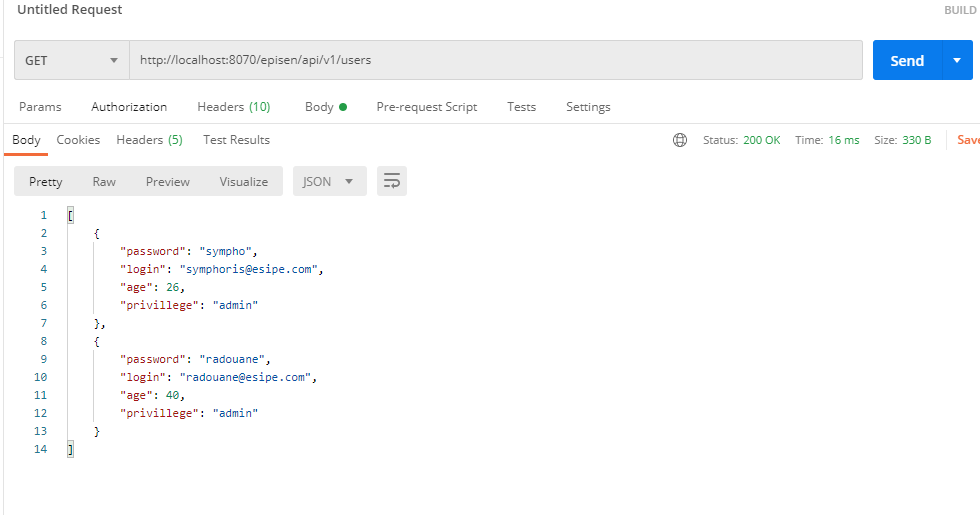 Untitled Request BUILD
GET http://localhost:8070/episen/api/v1/users Send
Params Authorization Headers (10) Body Pre-request Script Tests Settings
Body Cookies Headers (5) Test Results Status: 200 OK Time: 16 ms Size: 330 B Save
Pretty Raw Preview Visualize JSON
1 [
2 {
3 "password": "sympho",
4 "login": "symphoris@esipe.com",
5 "age": 26,
6 "privillege": "admin"
7 },
8 {
9 "password": "radouane",
10 "login": "radouane@esipe.com",
11 "age": 40,
12 "privillege": "admin"
13 }
14 ]